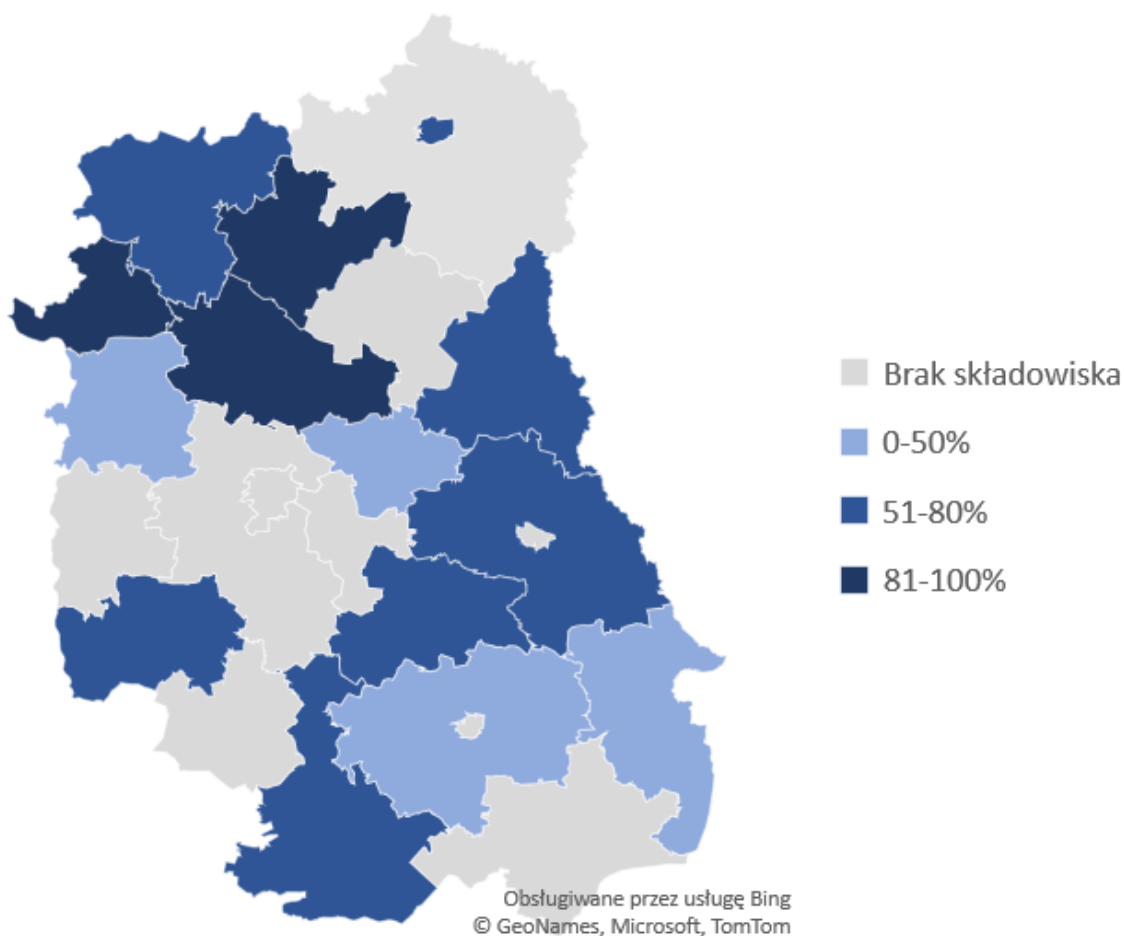 Brak składowiska
0-50%
51-80%
81-100%
Obsługiwane przez usługę Bing
© GeoNames, Microsoft, TomTom